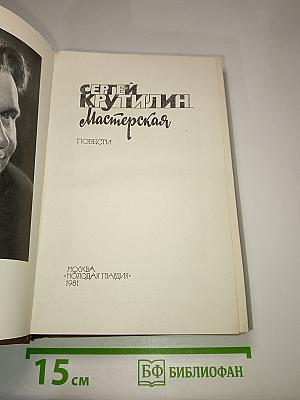 СЕРГЕЙ
КРУТИЛИН
Мастерская
ПОВЕСТИ
МОСКВА
«МОЛОДАЯ ГВАРДИЯ»
1981
15 см
БФ БИБЛИОФАН